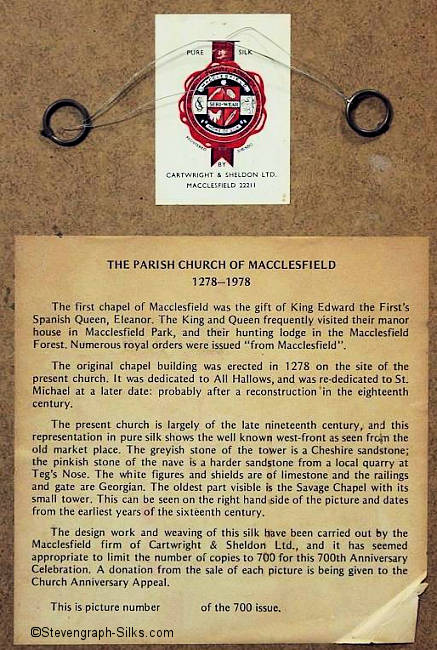 PURE SILK
MACCLESFIELD
SERI-WEAR
HOME OF SILK
BY
CARTWRIGHT & SHELDON LTD.
MACCLESFIELD 22211
THE PARISH CHURCH OF MACCLESFIELD
1278–1978
The first chapel of Macclesfield was the gift of King Edward the First's
Spanish Queen, Eleanor. The King and Queen frequently visited their manor
house in Macclesfield Park, and their hunting lodge in the Macclesfield
Forest. Numerous royal orders were issued "from Macclesfield".
The original chapel building was erected in 1278 on the site of the
present church. It was dedicated to All Hallows, and was re-dedicated to St.
Michael at a later date: probably after a reconstruction in the eighteenth
century.
The present church is largely of the late nineteenth century, and this
representation in pure silk shows the well known west-front as seen from the
old market place. The greyish stone of the tower is a Cheshire sandstone;
the pinkish stone of the nave is a harder sandstone from a local quarry at
Teg's Nose. The white figures and shields are of limestone and the railings
and gate are Georgian. The oldest part visible is the Savage Chapel with its
small tower. This can be seen on the right hand side of the picture and dates
from the earliest years of the sixteenth century.
The design work and weaving of this silk have been carried out by the
Macclesfield firm of Cartwright & Sheldon Ltd., and it has seemed
appropriate to limit the number of copies to 700 for this 700th Anniversary
Celebration. A donation from the sale of each picture is being given to the
Church Anniversary Appeal.
This is picture number of the 700 issue.
©Stevengraph-Silks.com